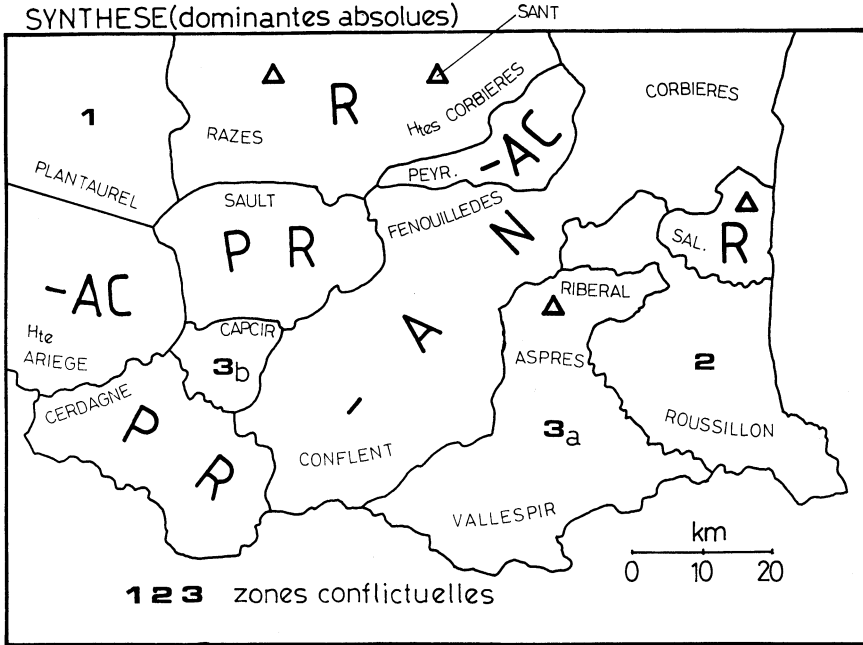 SYNTHESE(dominantes absolues)
SANT
1
R
RAZES
Htes CORBIERES
CORBIERES
-AC
PEYR.
PLANTAUREL
SAULT
FENOUILLEDES
P R
N
SAL.
R
-AC
Hte
ARIEGE
RIBERAL
CAPCIR
3b
A
-
ASPRES
2
CERDAGNE
P
R
CONFLENT
3a
ROUSSILLON
VALLESPIR
km
0 10 20
1 2 3 zones conflictuelles